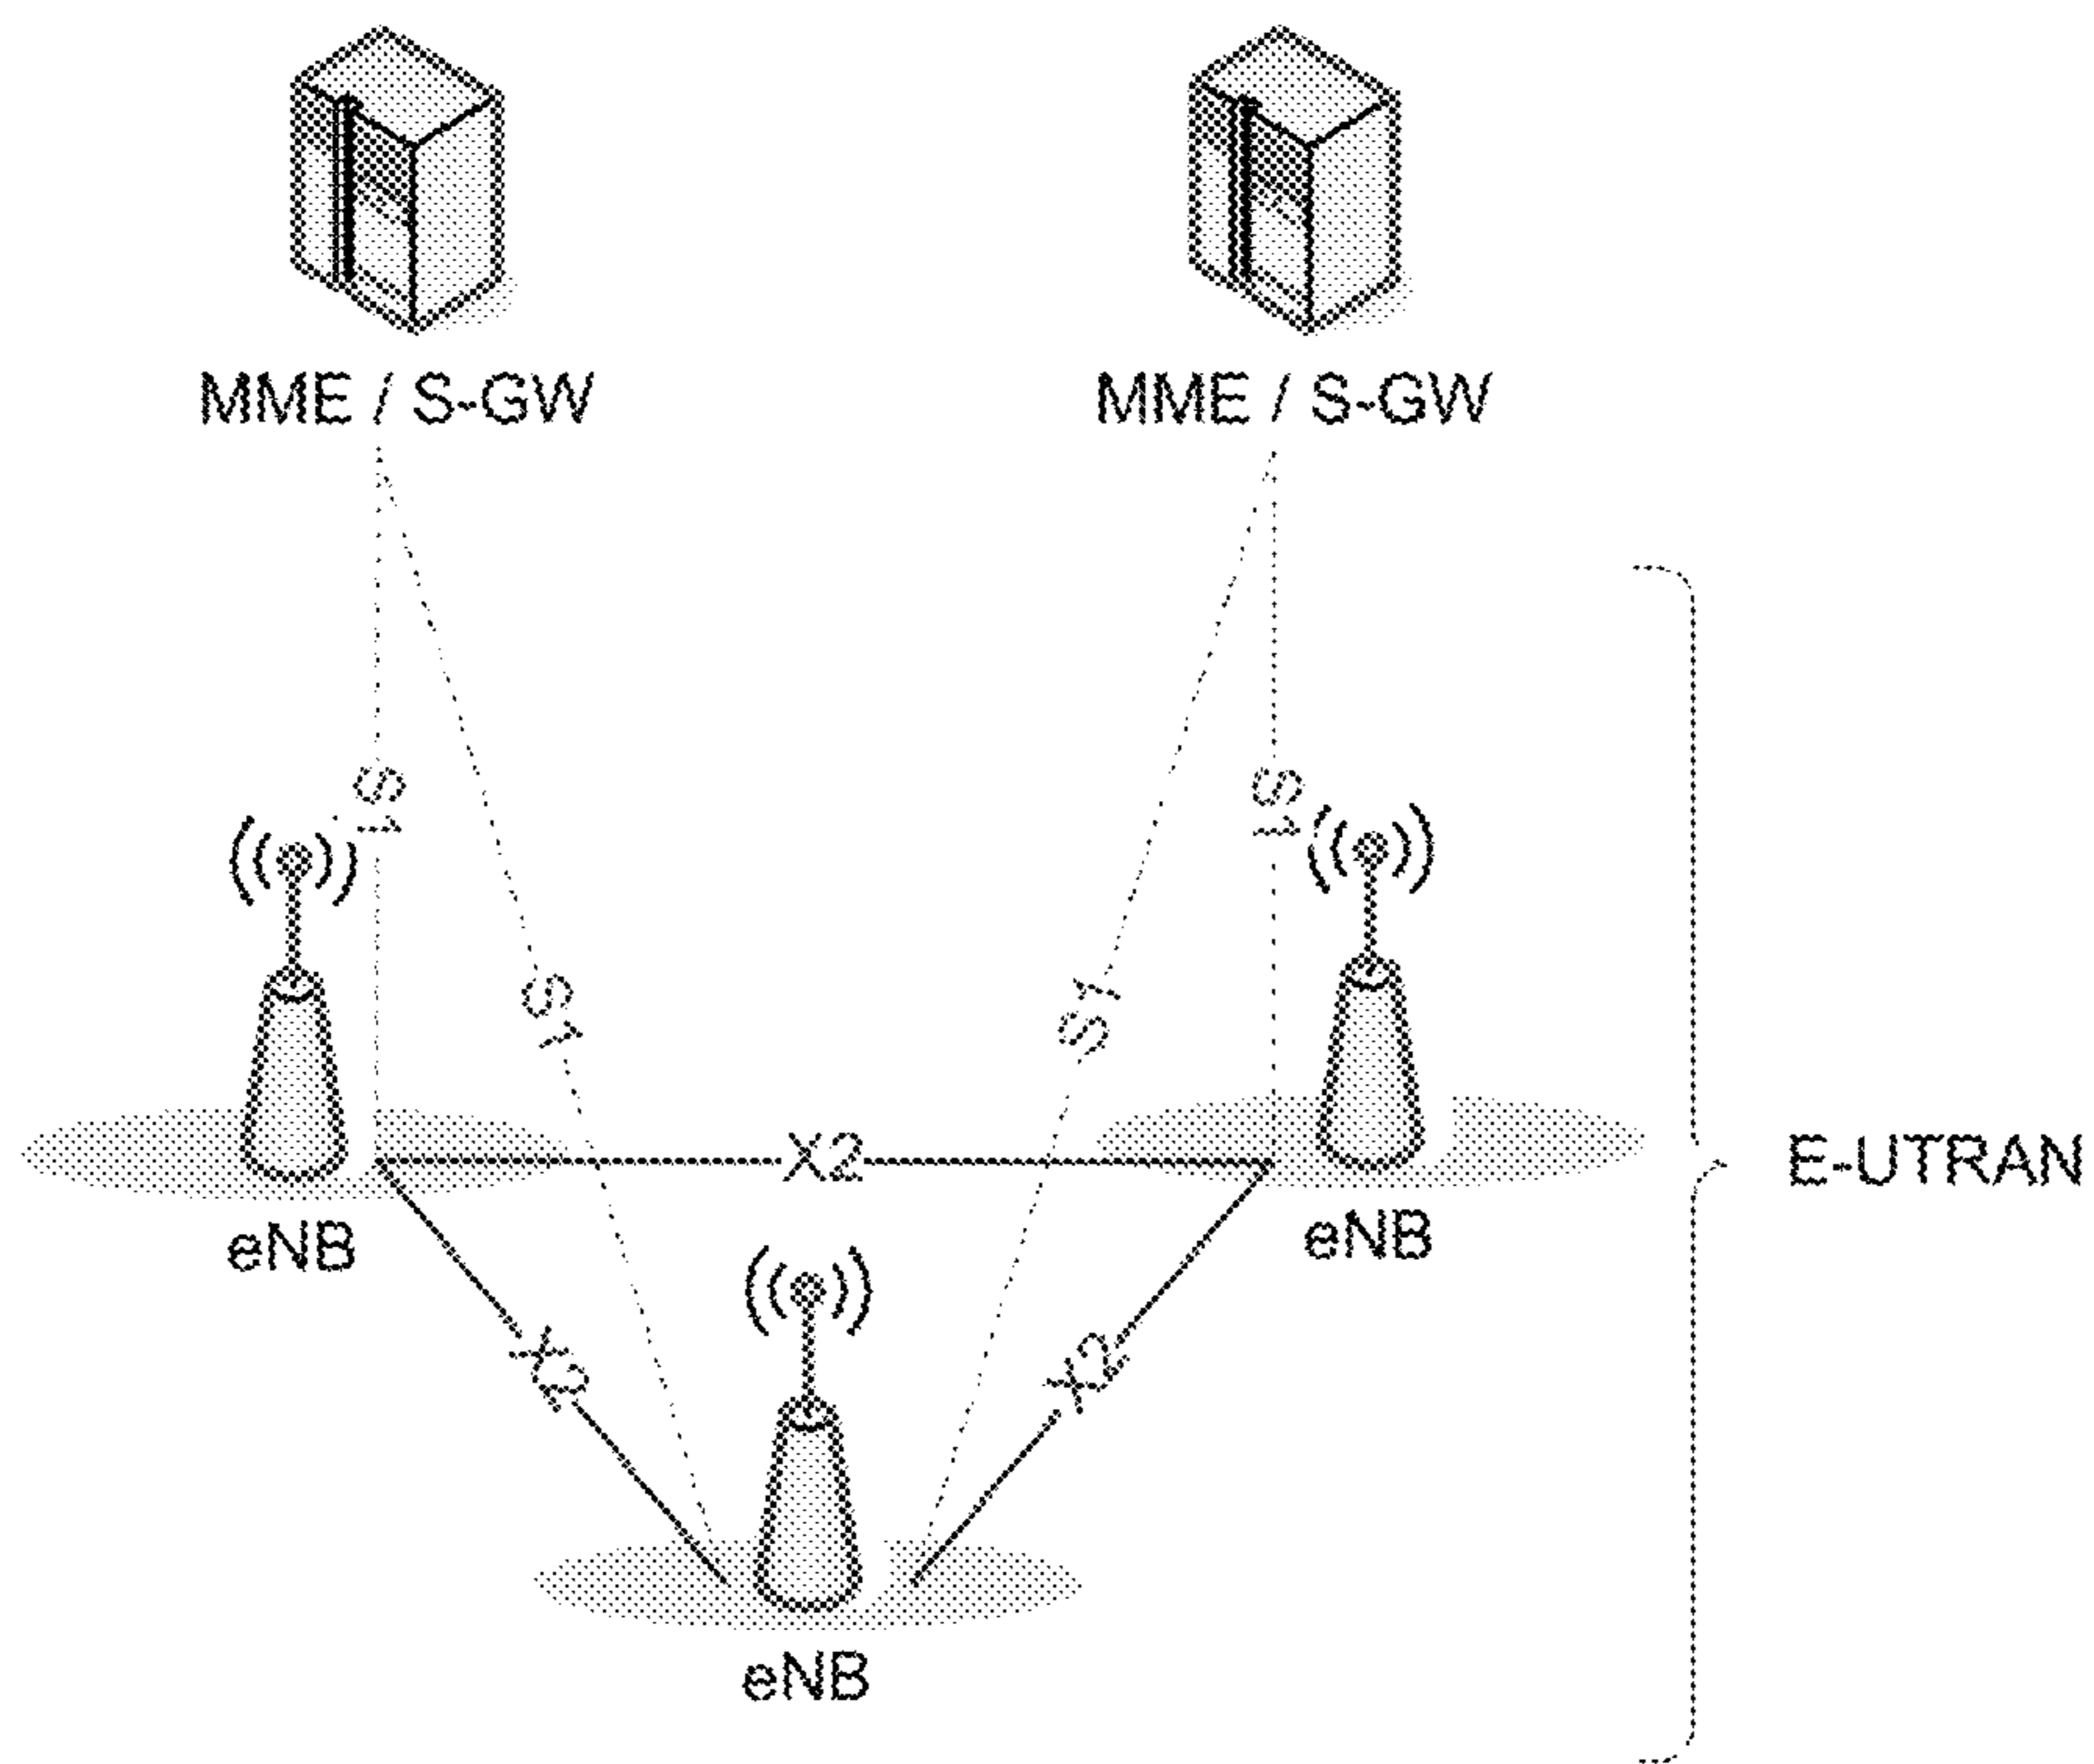 MME / S-GW
MME / S-GW
S1
S1
S1
S1
X2
E-UTRAN
eNB
eNB
X2
X2
eNB